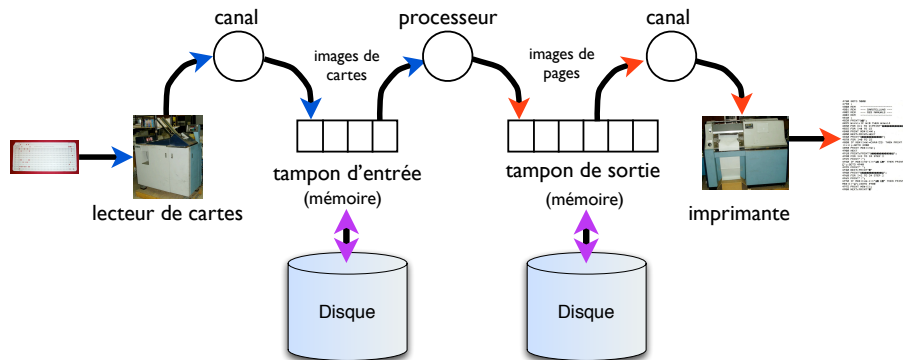 canal
processeur
canal
images de
cartes
images de
pages
tampon d'entrée
(mémoire)
tampon de sortie
(mémoire)
lecteur de cartes
imprimante
Disque
Disque